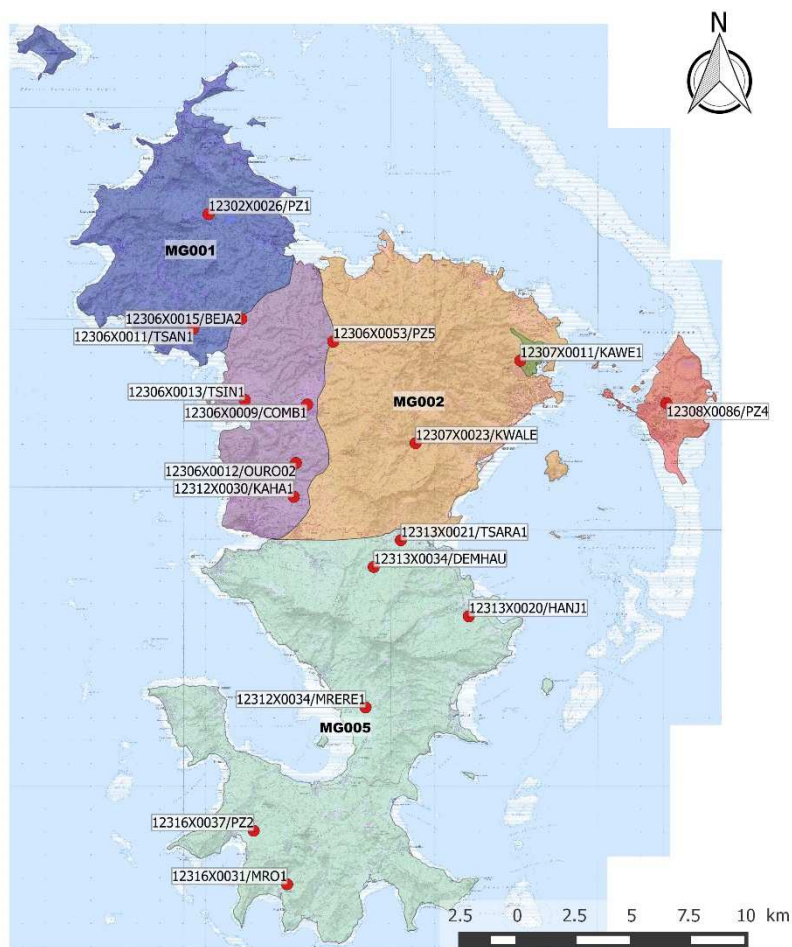 N
12302X0026/PZ1
MG001
12306X0015/BEJA2
12306X0011/TSAN1
12306X0053/PZ5
12307X0011/KAWE1
12306X0013/TSIN1
12306X0009/COMB1
MG002
12308X0086/PZ4
12307X0023/KWALE
12306X0012/OURO02
12312X0030/KAHA1
12313X0021/TSARA1
12313X0034/DEMHAU
12313X0020/HANJ1
12312X0034/MRERE1
MG005
12316X0037/PZ2
12316X0031/MRO1
2.5 0 2.5 5 7.5 10 km